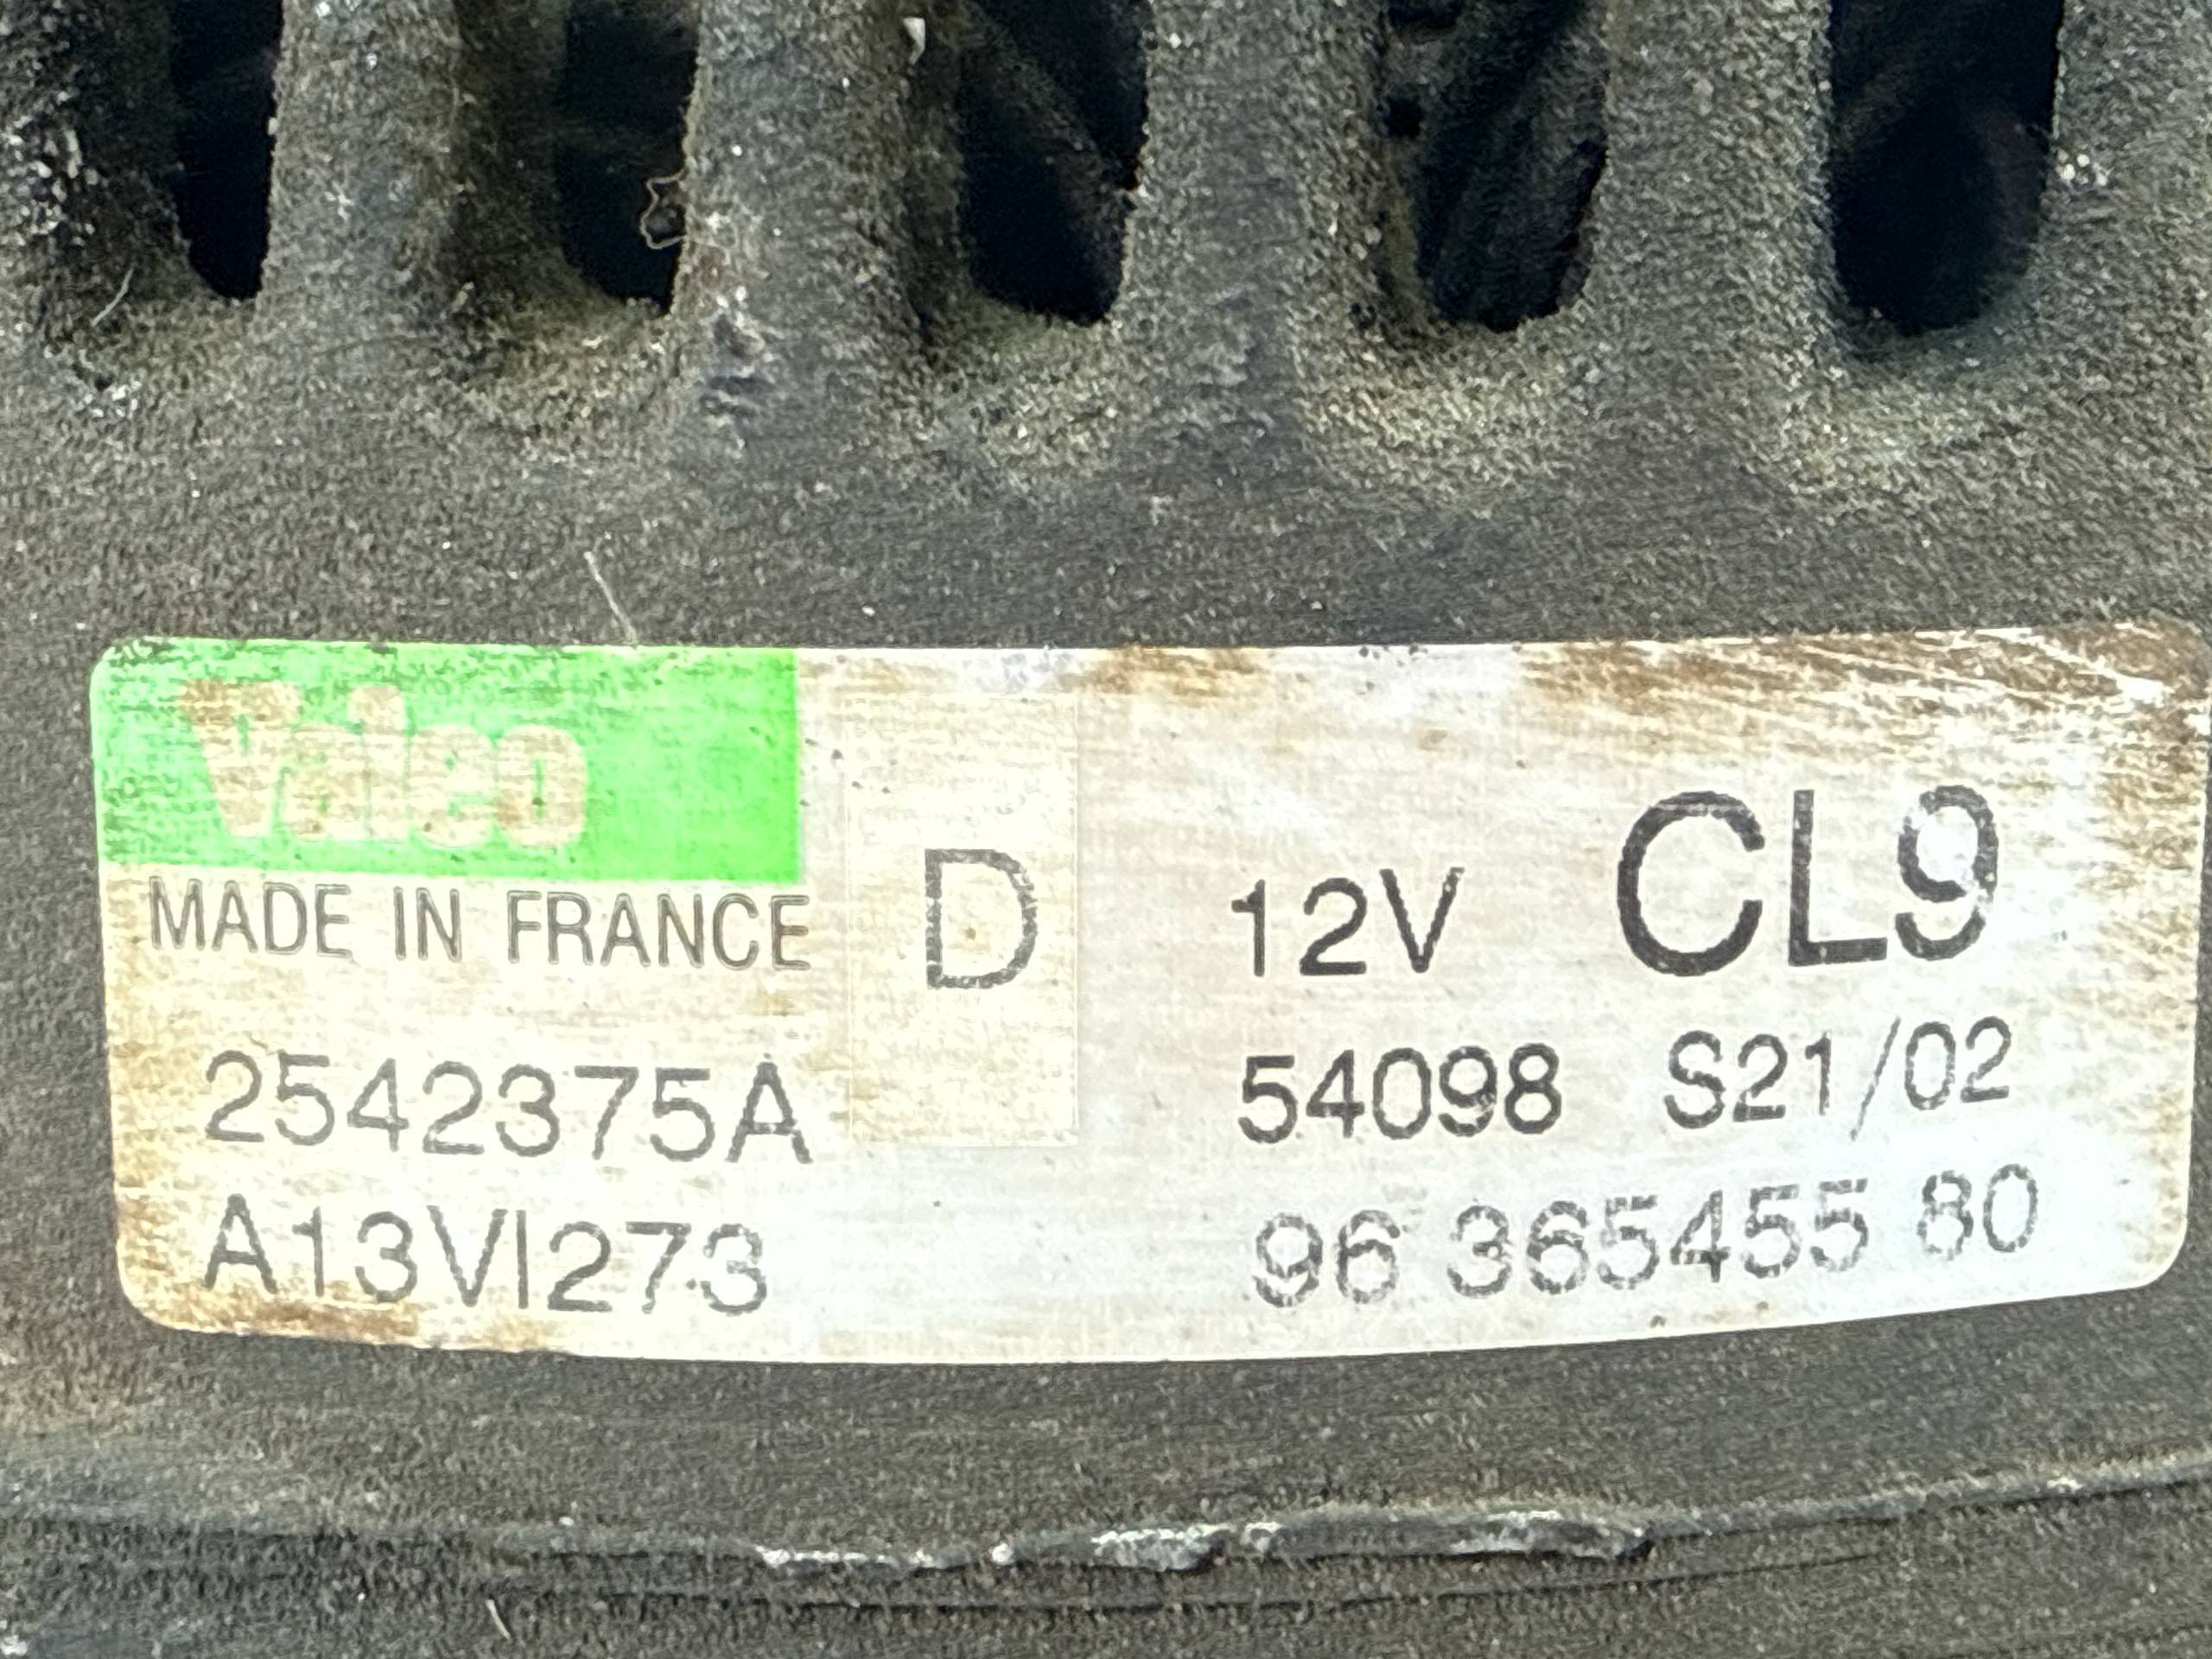 Valeo
MADE IN FRANCE
D
12V CL9
2542375A
54098 S21/02
A13VI273
96 365455 80